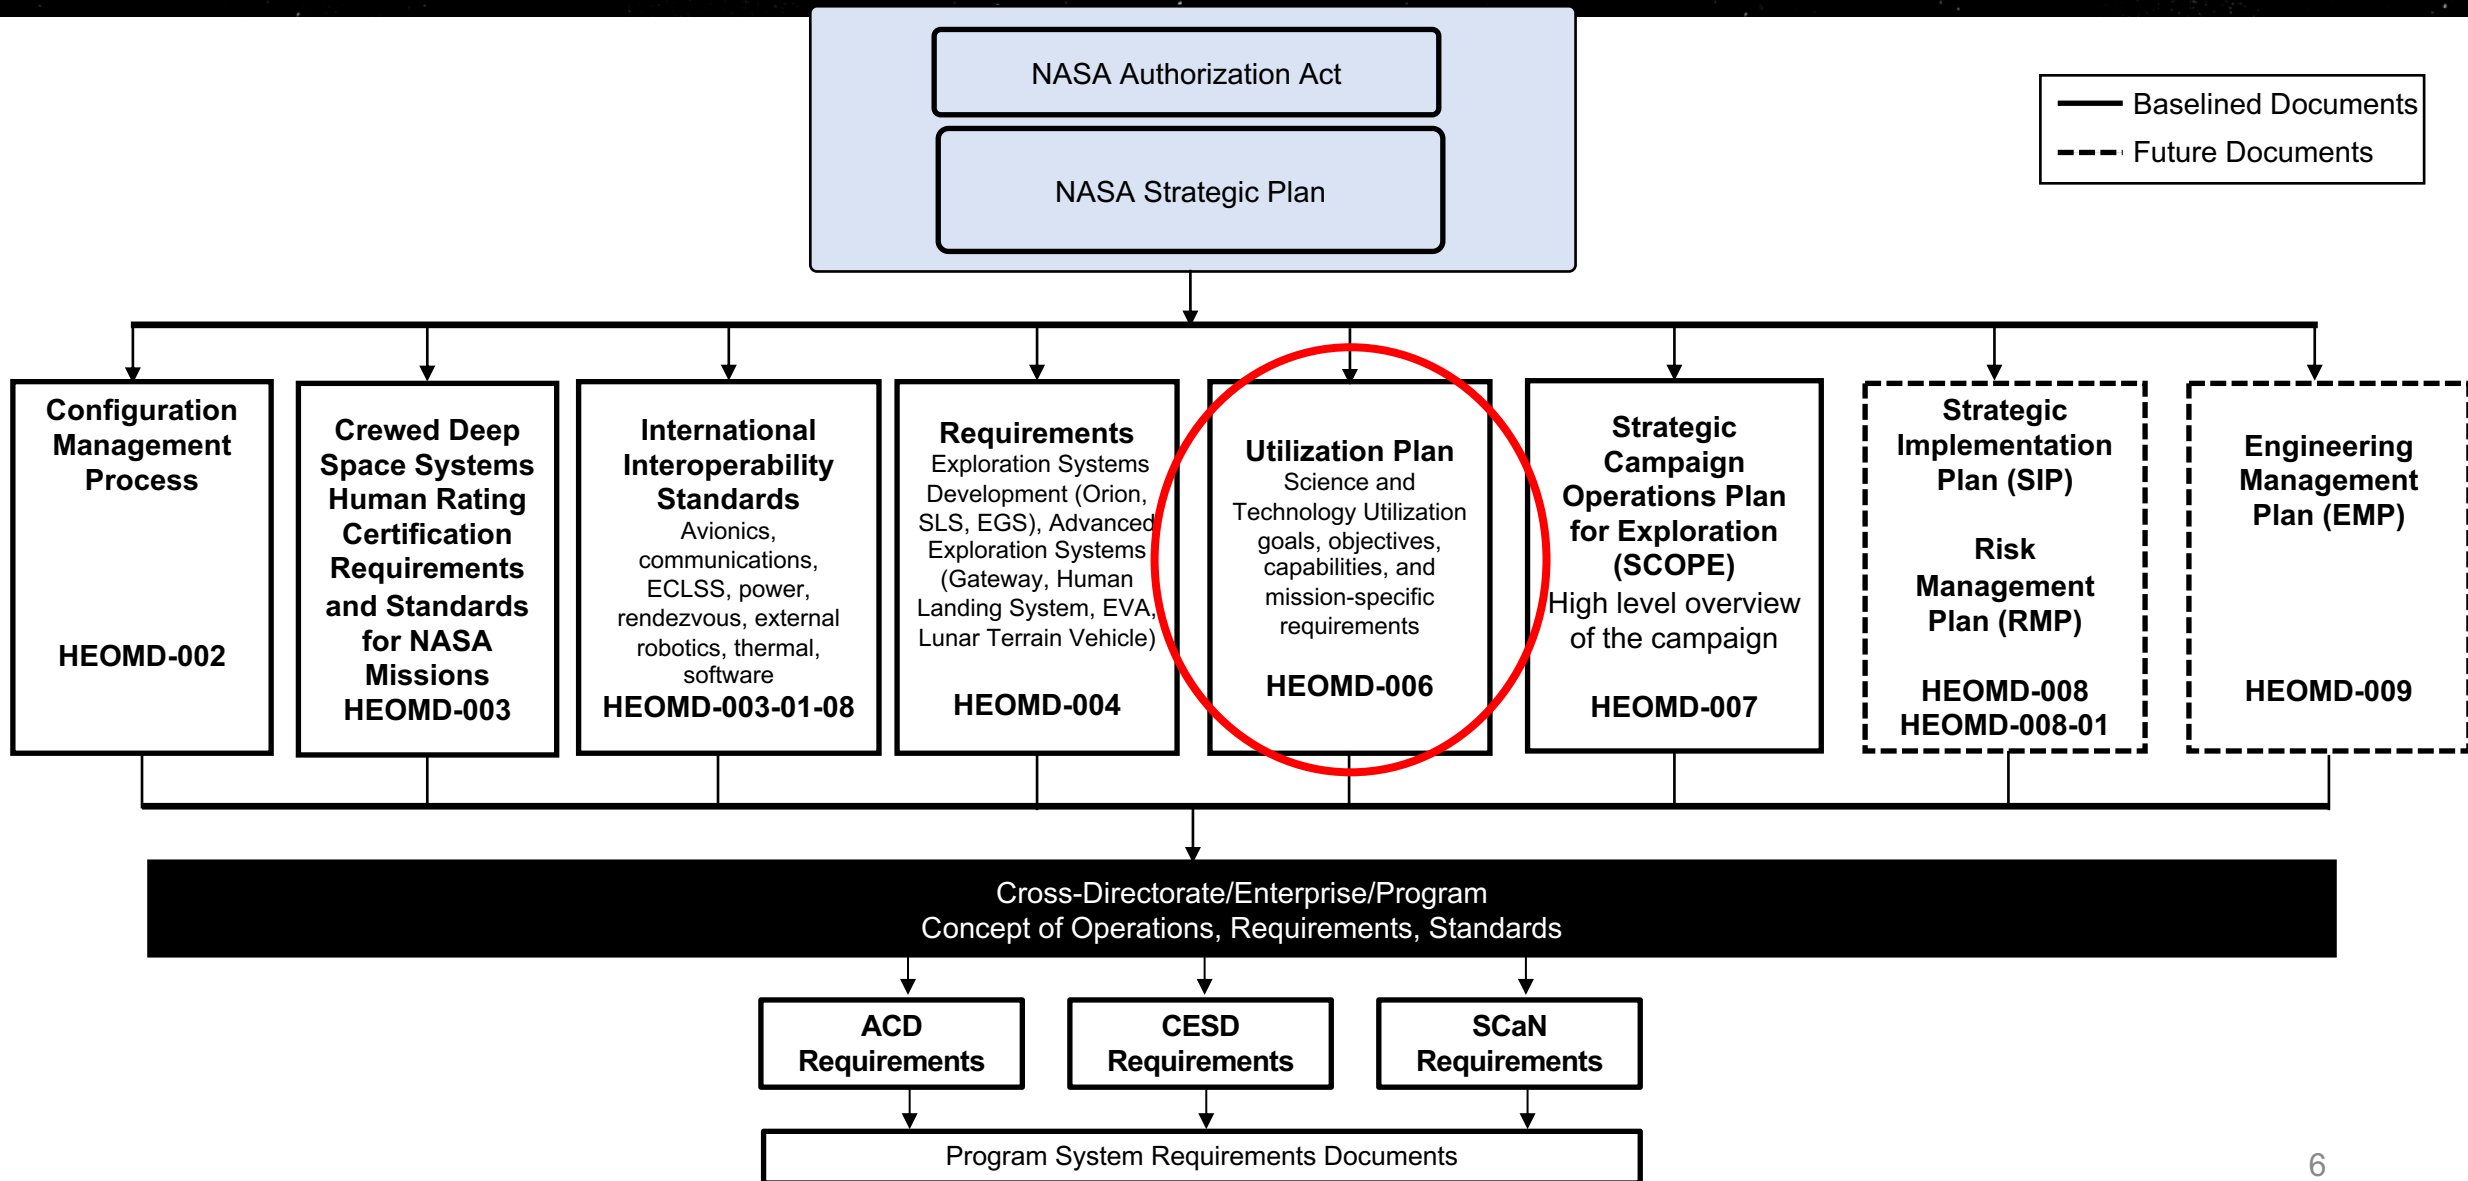 NASA Authorization Act
NASA Strategic Plan
Baselined Documents
Future Documents
Configuration
Management
Process
HEOMD-002
Crewed Deep
Space Systems
Human Rating
Certification
Requirements
and Standards
for NASA
Missions
HEOMD-003
International
Interoperability
Standards
Avionics,
communications,
ECLSS, power,
rendezvous, external
robotics, thermal,
software
HEOMD-003-01-08
Requirements
Exploration Systems
Development (Orion,
SLS, EGS), Advanced
Exploration Systems
(Gateway, Human
Landing System, EVA,
Lunar Terrain Vehicle)
HEOMD-004
Utilization Plan
Science and
Technology Utilization
goals, objectives,
capabilities, and
mission-specific
requirements
HEOMD-006
Strategic
Campaign
Operations Plan
for Exploration
(SCOPE)
High level overview
of the campaign
HEOMD-007
Strategic
Implementation
Plan (SIP)
Risk
Management
Plan (RMP)
HEOMD-008
HEOMD-008-01
Engineering
Management
Plan (EMP)
HEOMD-009
Cross-Directorate/Enterprise/Program
Concept of Operations, Requirements, Standards
ACD
Requirements
CESD
Requirements
SCaN
Requirements
Program System Requirements Documents
6